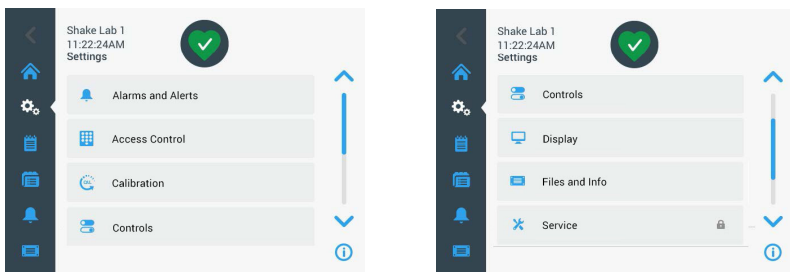 Shake Lab 1
11:22:24AM
Settings
Alarms and Alerts
Access Control
CAL
Calibration
Controls
Shake Lab 1
11:22:24AM
Settings
Controls
Display
Files and Info
Service